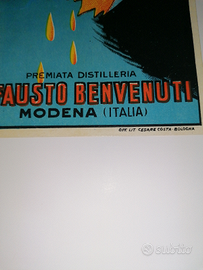 PREMIATA DISTILLERIA
FAUSTO BENVENUTI
MODENA (ITALIA)
OFF. LIT. CESARE COSTA - BOLOGNA
subito